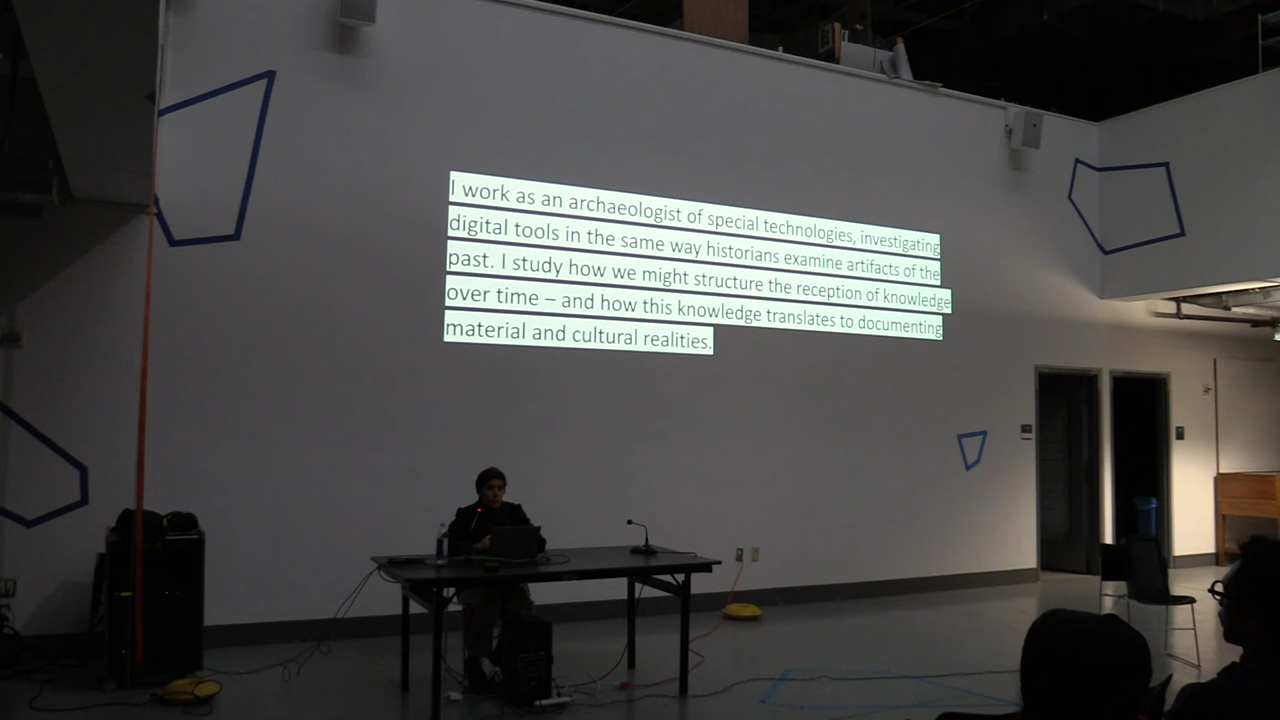 I work as an archaeologist of special technologies, investigating
digital tools in the same way historians examine artifacts of the
past. I study how we might structure the reception of knowledge
over time – and how this knowledge translates to documenting
material and cultural realities.